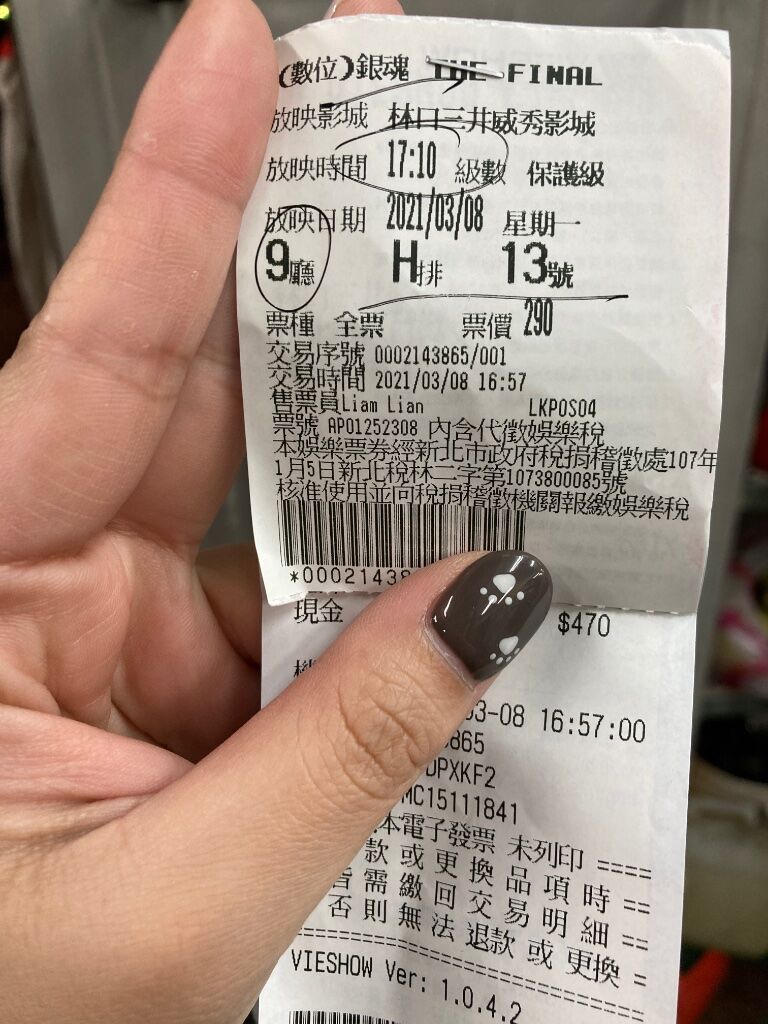 (數位)銀魂 THE FINAL
放映影城 林口三井威秀影城
放映時間 17:10 級數 保護級
放映日期 2021/03/08 星期一
9廳 H排 13號
票種 全票 票價 290
交易序號 0002143865/001
交易時間 2021/03/08 16:57
售票員Liam Lian LKPOS04
票號 AP01252308 內含代徵娛樂稅
本娛樂票券經新北市政府稅捐稽徵處107年
1月5日新北稅林二字第1073800085號
核准使用並向稅捐稽徵機關報繳娛樂稅
*00021438
現金 $470
03-08 16:57:00
3865
DPXKF2
MC15111841
本電子發票 未列印 ====
款或更換品項時 ==
皆需繳回交易明細 ==
否則無法退款或更換 =
VIESHOW Ver: 1.0.4.2